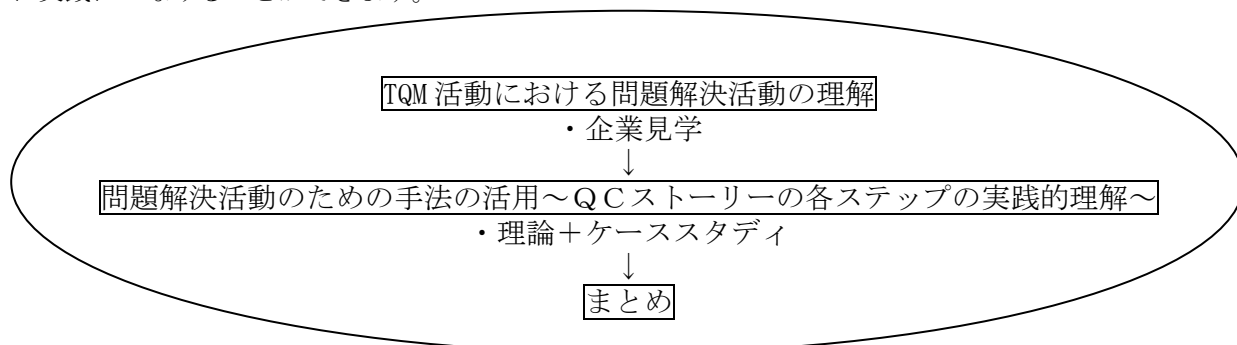 TQM 活動における問題解決活動の理解
・企業見学
↓
問題解決活動のための手法の活用～ＱＣストーリーの各ステップの実践的理解～
・理論＋ケーススタディ
↓
まとめ